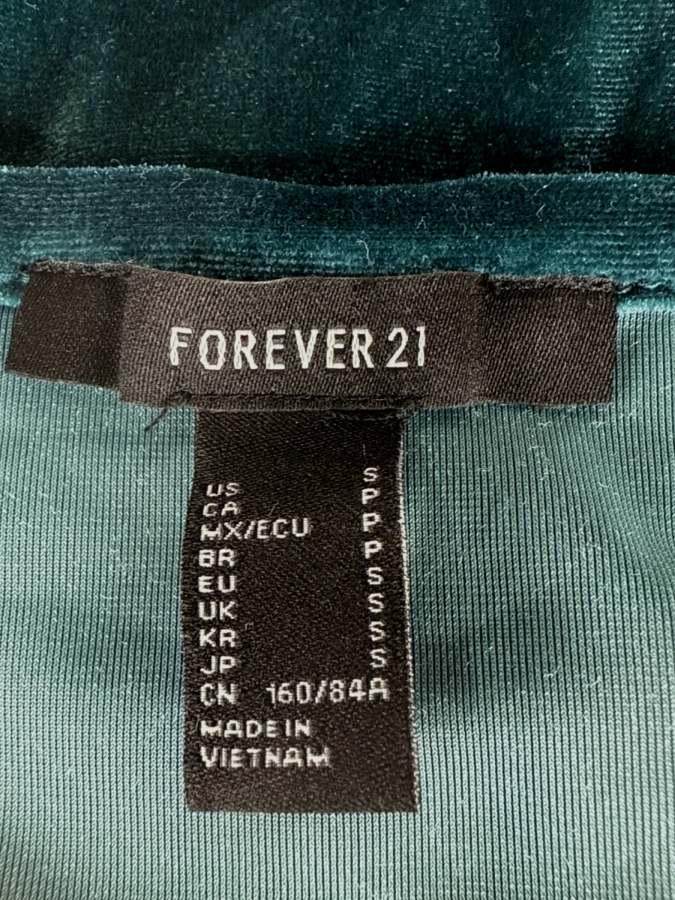 FOREVER 21
US S
CA P
MX/ECU P
BR P
EU S
UK S
KR S
JP S
CN 160/84A
MADE IN
VIETNAM